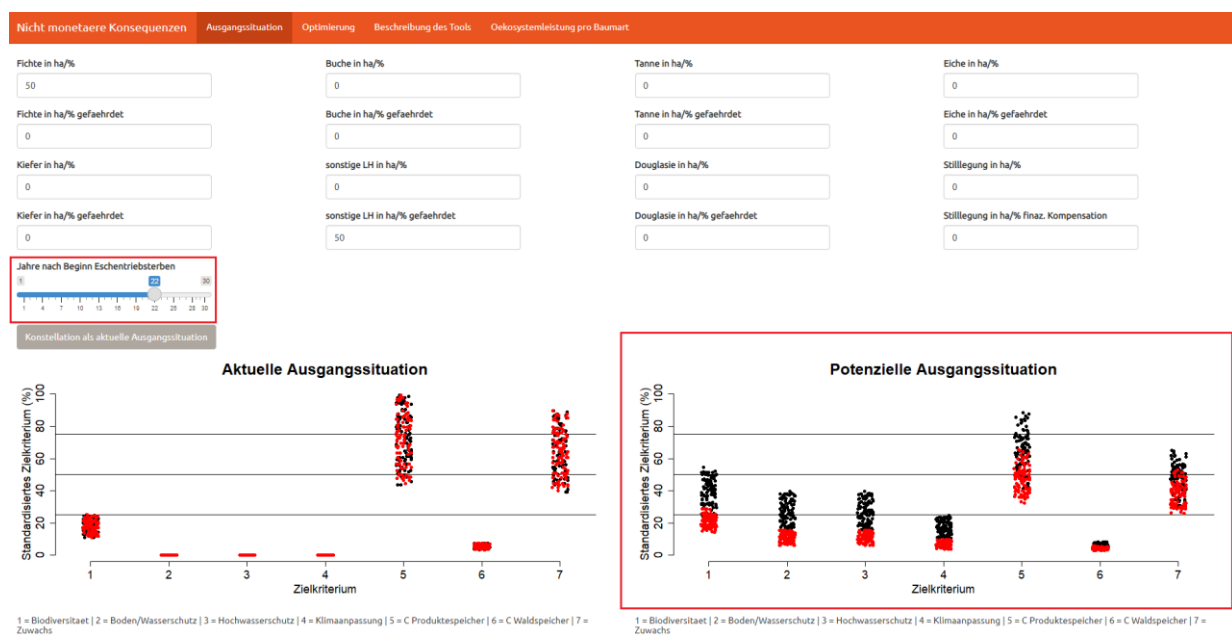 Nicht monetaere Konsequenzen Ausgangssituation Optimierung Beschreibung des Tools Oekosystemleistung pro Baumart
Fichte in ha/% Buche in ha/% Tanne in ha/% Eiche in ha/%
50 0 0 0
Fichte in ha/% gefaehrdet Buche in ha/% gefaehrdet Tanne in ha/% gefaehrdet Eiche in ha/% gefaehrdet
0 0 0 0
Kiefer in ha/% sonstige LH in ha/% Douglasie in ha/% Stilllegung in ha/%
0 0 0 0
Kiefer in ha/% gefaehrdet sonstige LH in ha/% gefaehrdet Douglasie in ha/% gefaehrdet Stilllegung in ha/% finaz. Kompensation
0 50 0 0
Jahre nach Beginn Eschentriebsterben
1 22 30
1 4 7 10 13 16 19 22 25 28 30
Konstellation als aktuelle Ausgangssituation
Aktuelle Ausgangssituation
Standardisiertes Zielkriterium (%)
100
80
60
40
20
0
1 2 3 4 5 6 7
Zielkriterium
1 = Biodiversitaet | 2 = Boden/Wasserschutz | 3 = Hochwasserschutz | 4 = Klimaanpassung | 5 = C Produktespeicher | 6 = C Waldspeicher | 7 =
Zuwachs
Potenzielle Ausgangssituation
Standardisiertes Zielkriterium (%)
100
80
60
40
20
0
1 2 3 4 5 6 7
Zielkriterium
1 = Biodiversitaet | 2 = Boden/Wasserschutz | 3 = Hochwasserschutz | 4 = Klimaanpassung | 5 = C Produktespeicher | 6 = C Waldspeicher | 7 =
Zuwachs